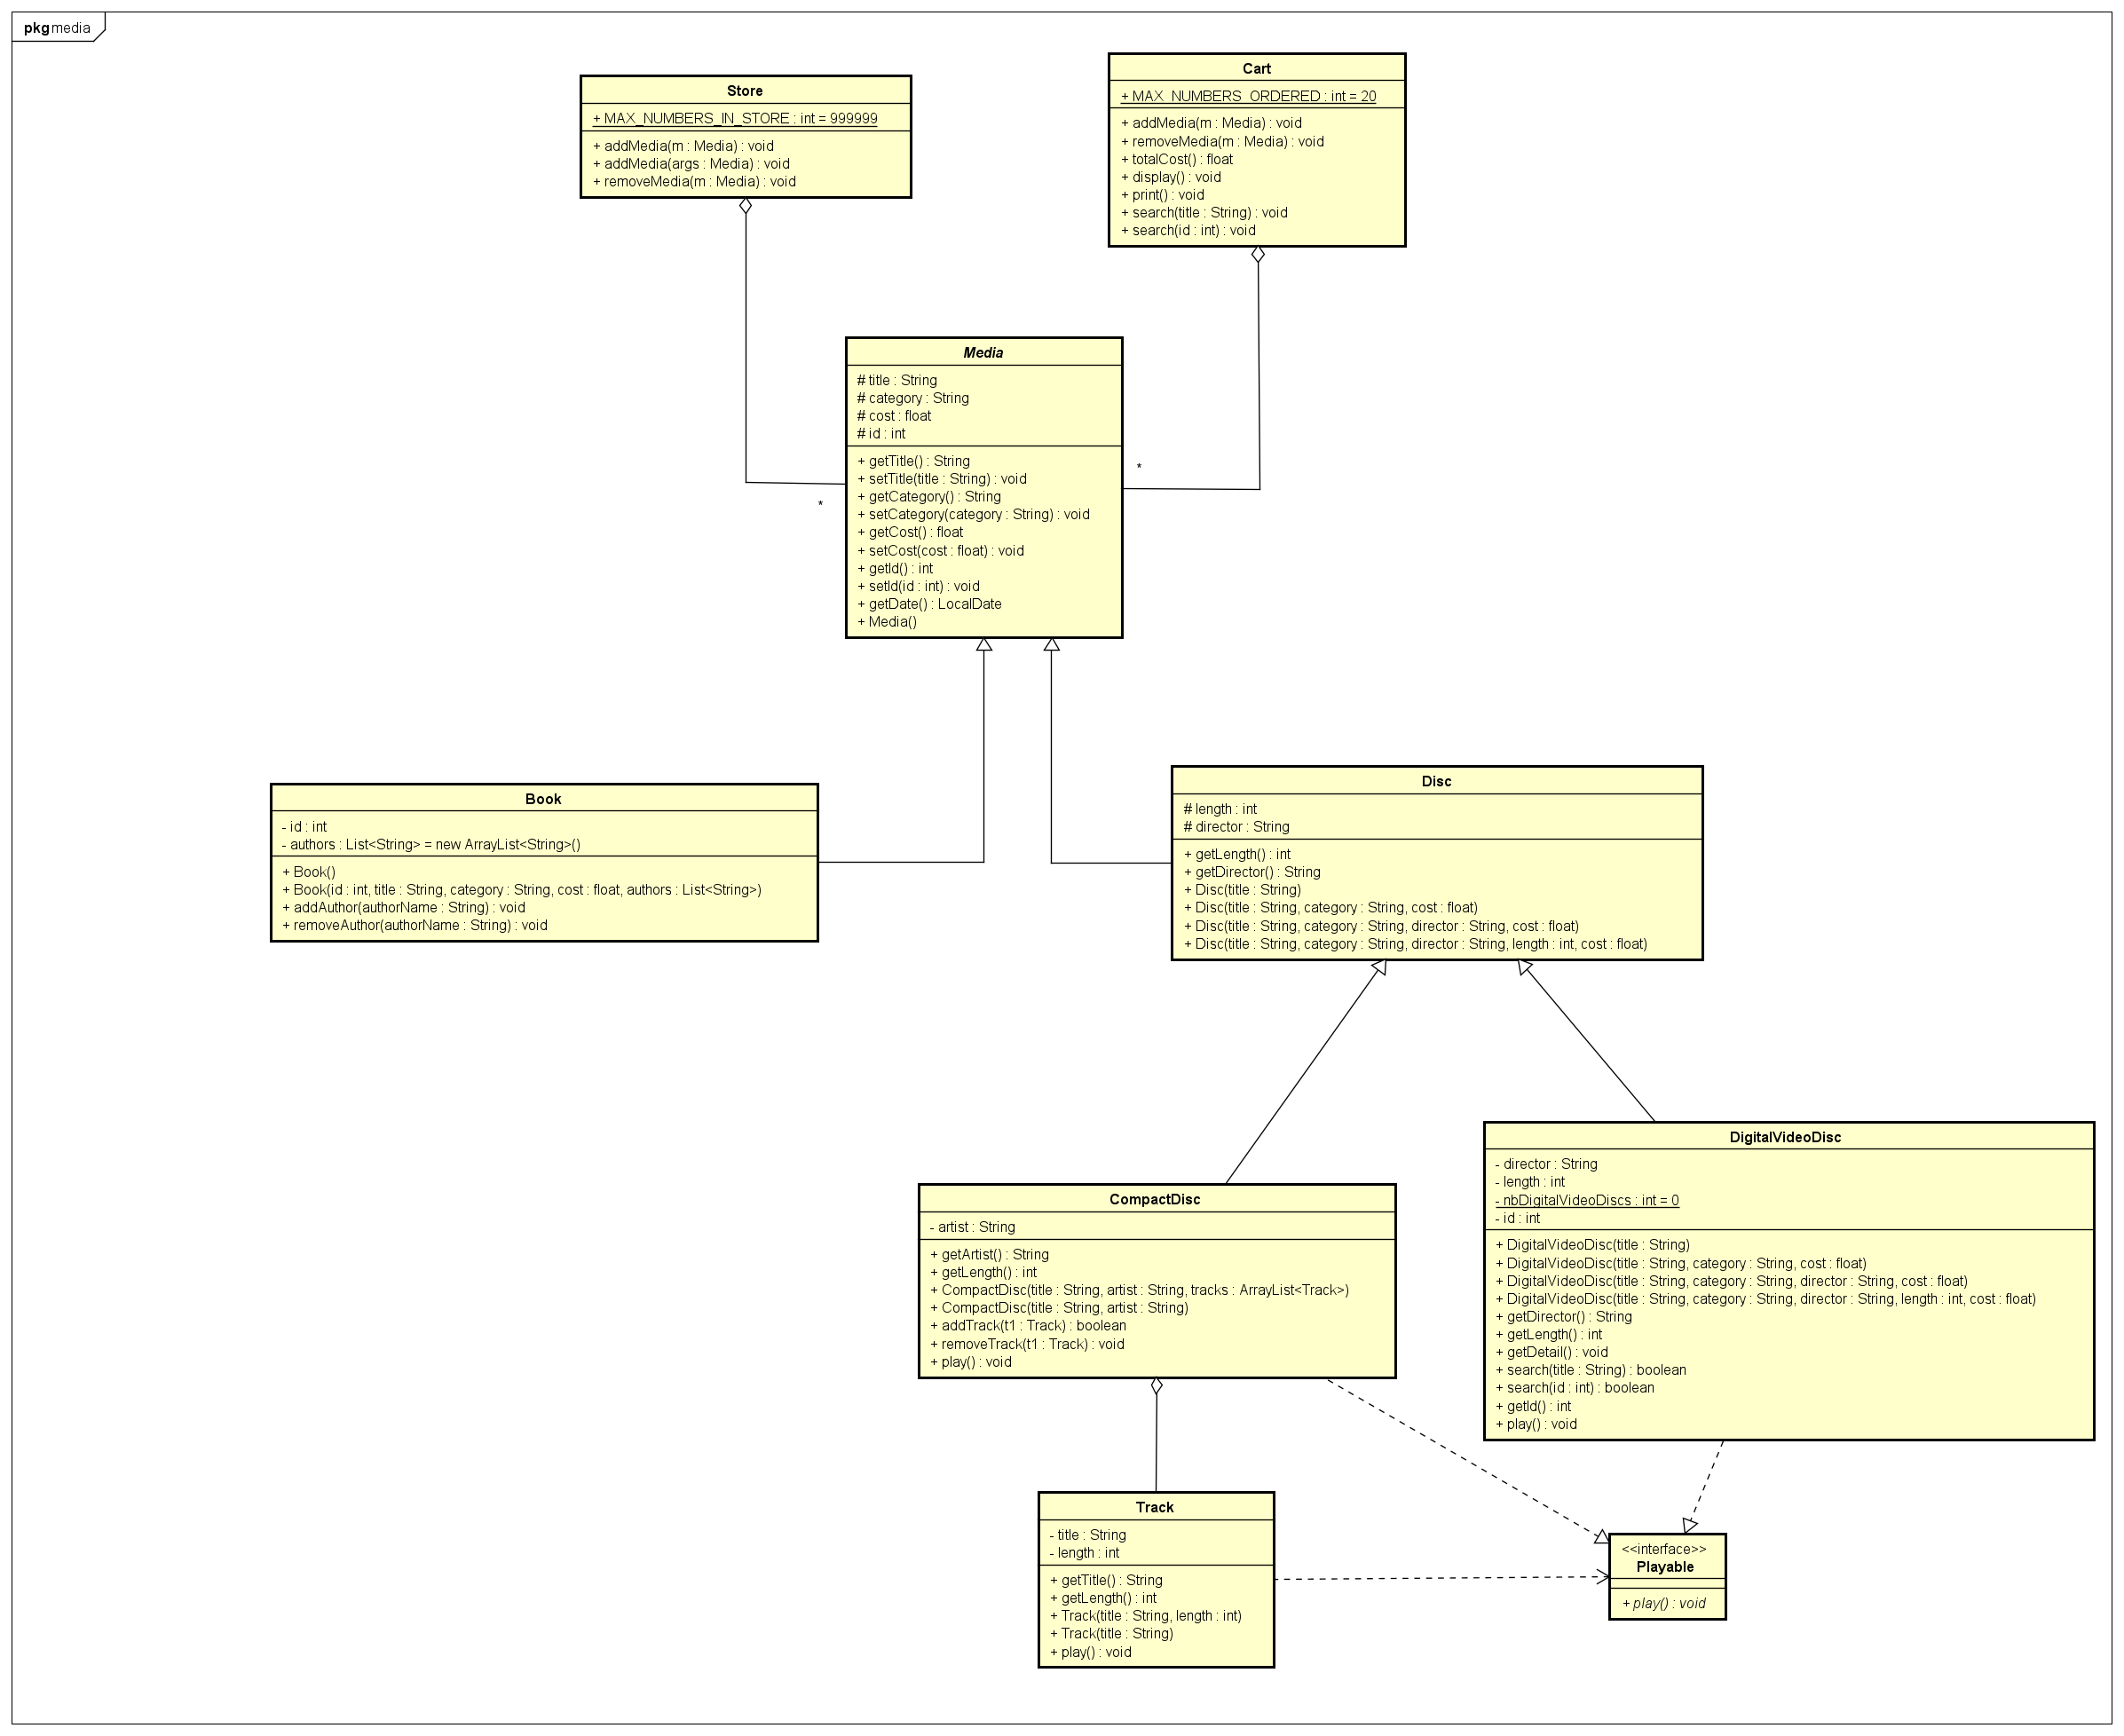 pkg media
Store
+ MAX_NUMBERS_IN_STORE : int = 999999
+ addMedia(m : Media) : void
+ addMedia(args : Media) : void
+ removeMedia(m : Media) : void
Cart
+ MAX_NUMBERS_ORDERED : int = 20
+ addMedia(m : Media) : void
+ removeMedia(m : Media) : void
+ totalCost() : float
+ display() : void
+ print() : void
+ search(title : String) : void
+ search(id : int) : void
Media
# title : String
# category : String
# cost : float
# id : int
+ getTitle() : String
+ setTitle(title : String) : void
+ getCategory() : String
+ setCategory(category : String) : void
+ getCost() : float
+ setCost(cost : float) : void
+ getId() : int
+ setId(id : int) : void
+ getDate() : LocalDate
+ Media()
*
*
Book
- id : int
- authors : List<String> = new ArrayList<String>()
+ Book()
+ Book(id : int, title : String, category : String, cost : float, authors : List<String>)
+ addAuthor(authorName : String) : void
+ removeAuthor(authorName : String) : void
Disc
# length : int
# director : String
+ getLength() : int
+ getDirector() : String
+ Disc(title : String)
+ Disc(title : String, category : String, cost : float)
+ Disc(title : String, category : String, director : String, cost : float)
+ Disc(title : String, category : String, director : String, length : int, cost : float)
CompactDisc
- artist : String
+ getArtist() : String
+ getLength() : int
+ CompactDisc(title : String, artist : String, tracks : ArrayList<Track>)
+ CompactDisc(title : String, artist : String)
+ addTrack(t1 : Track) : boolean
+ removeTrack(t1 : Track) : void
+ play() : void
DigitalVideoDisc
- director : String
- length : int
- nbDigitalVideoDiscs : int = 0
- id : int
+ DigitalVideoDisc(title : String)
+ DigitalVideoDisc(title : String, category : String, cost : float)
+ DigitalVideoDisc(title : String, category : String, director : String, cost : float)
+ DigitalVideoDisc(title : String, category : String, director : String, length : int, cost : float)
+ getDirector() : String
+ getLength() : int
+ getDetail() : void
+ search(title : String) : boolean
+ search(id : int) : boolean
+ getId() : int
+ play() : void
Track
- title : String
- length : int
+ getTitle() : String
+ getLength() : int
+ Track(title : String, length : int)
+ Track(title : String)
+ play() : void
<<interface>>
Playable
+ play() : void